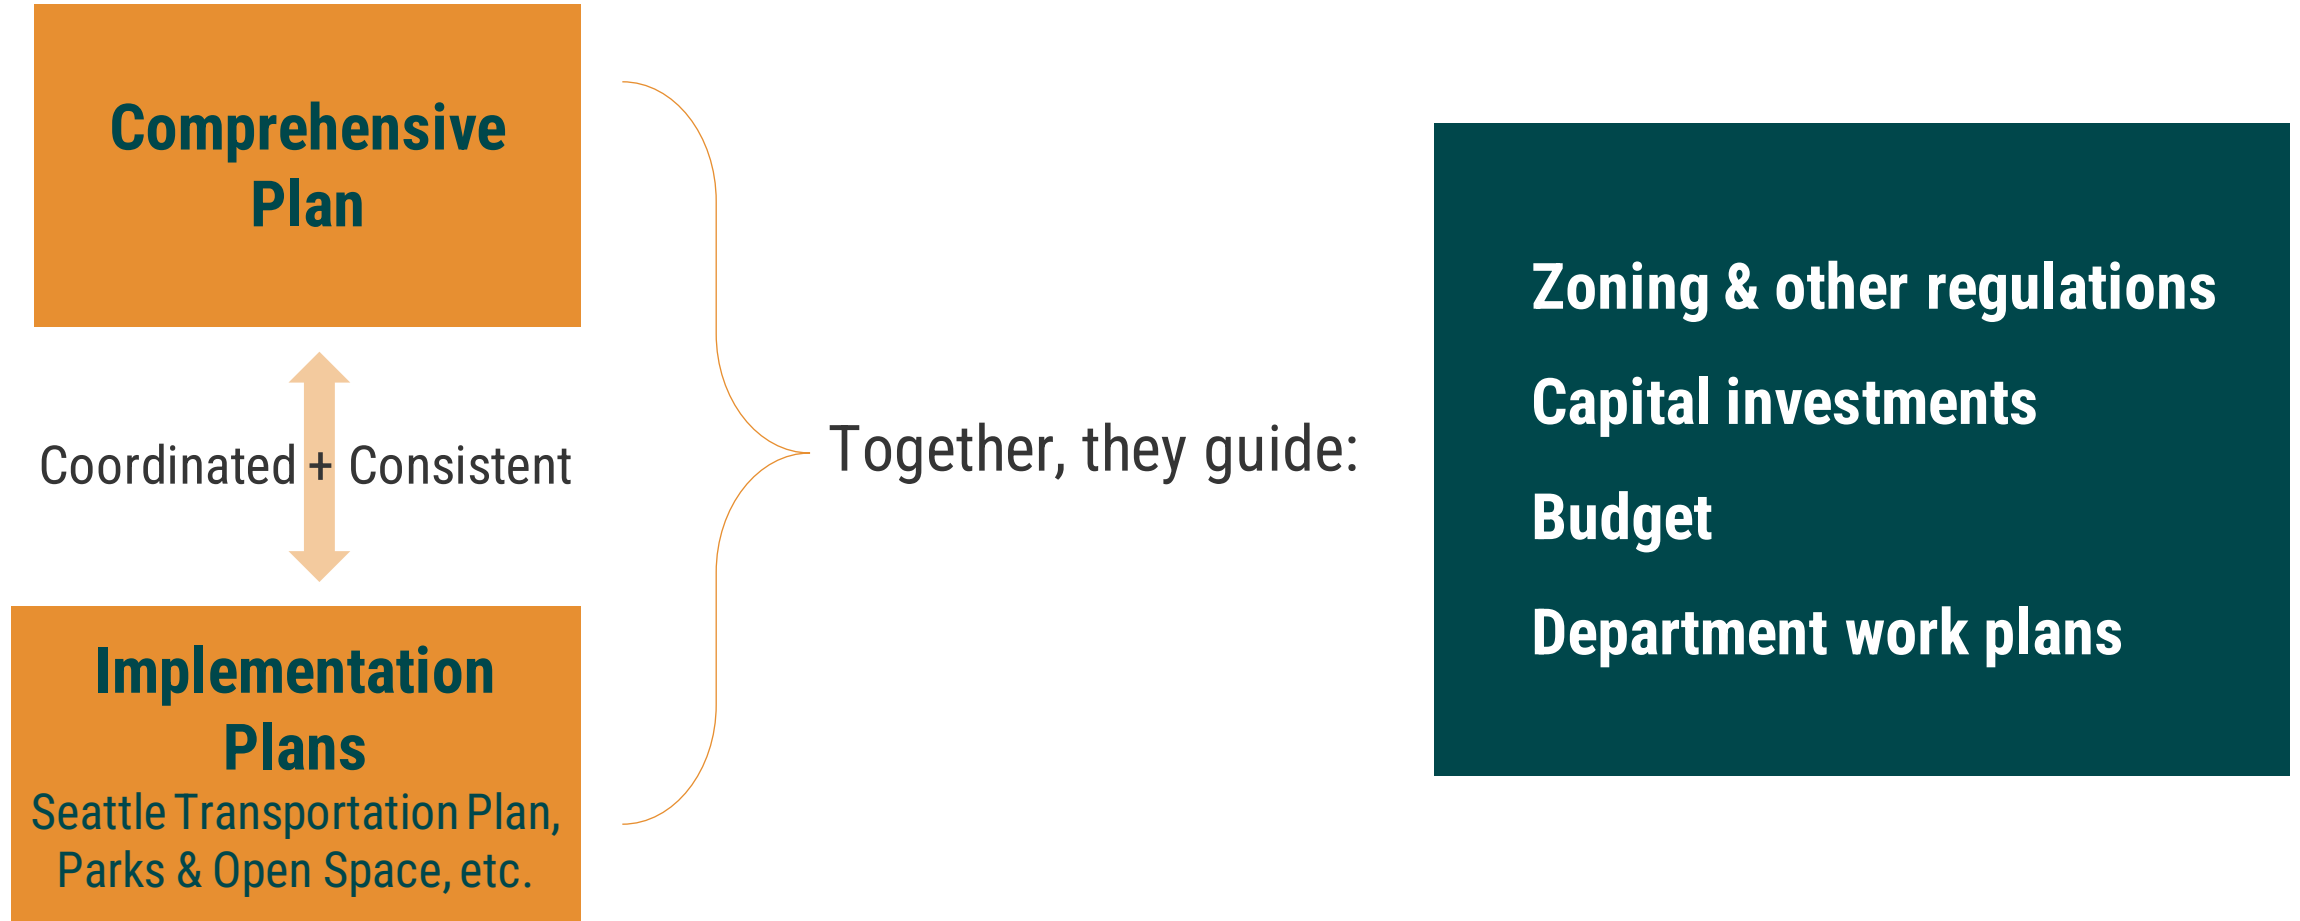 Comprehensive
Plan
Coordinated + Consistent
Implementation
Plans
Seattle Transportation Plan,
Parks & Open Space, etc.
Together, they guide:
Zoning & other regulations
Capital investments
Budget
Department work plans